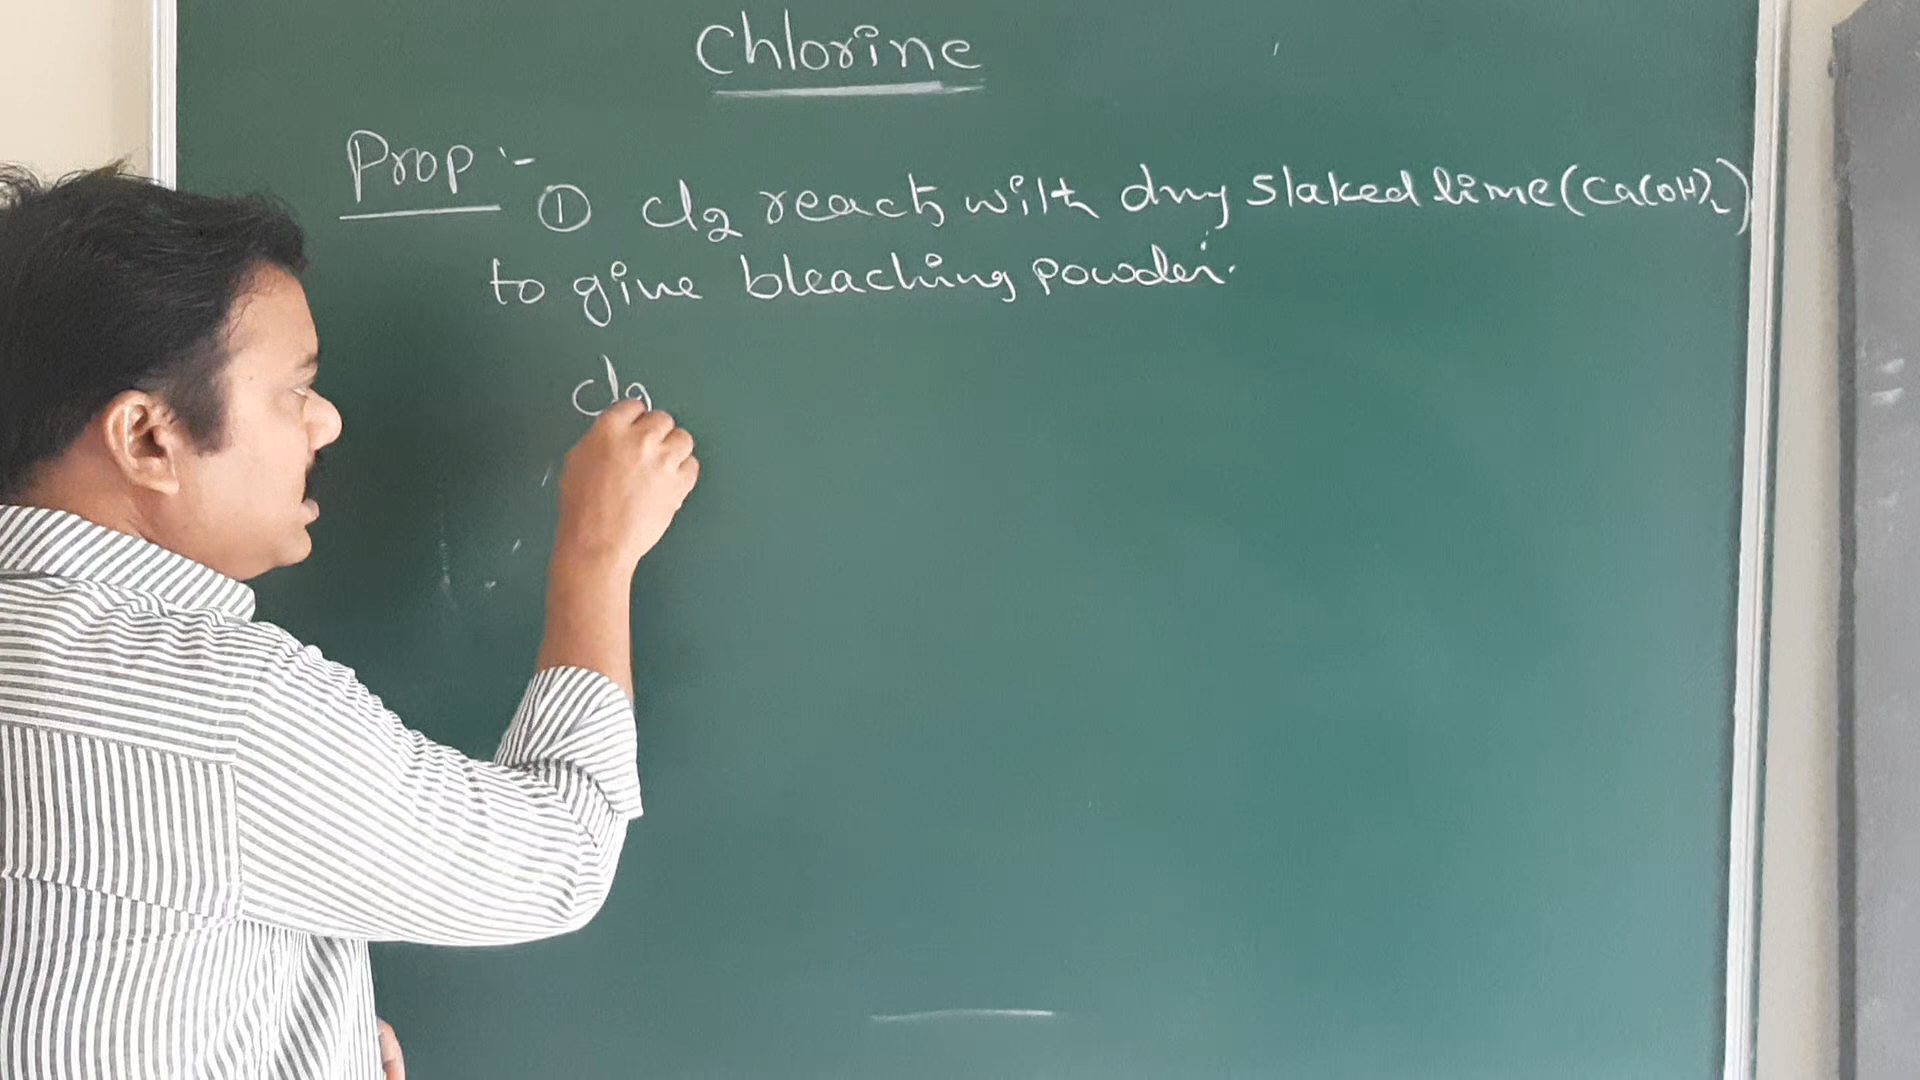 Chlorine
Prop :-
① Cl2 reacts with dry slaked lime (Ca(OH)2)
to give bleaching powder.
Cl2